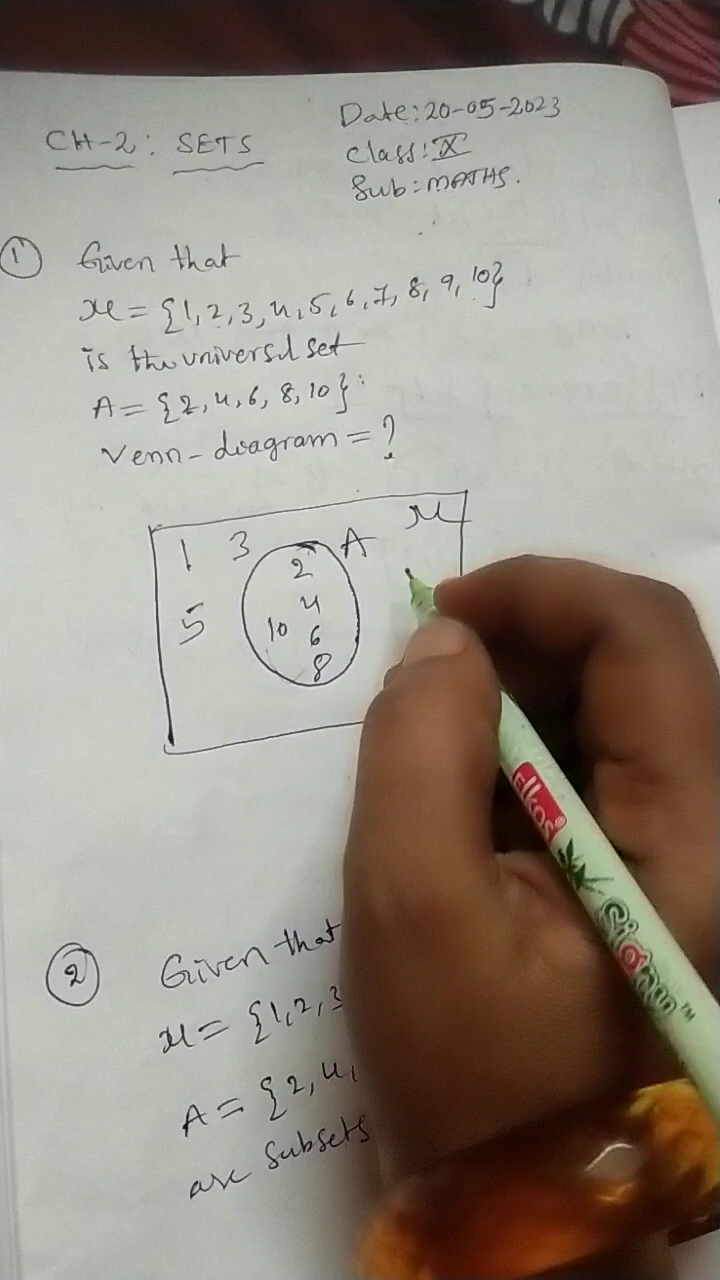 CH-2: SETS
Date: 20-05-2023
Class: X
Sub: MATHS.
① Given that
μ = {1, 2, 3, 4, 5, 6, 7, 8, 9, 10}
is the universal set
A = {2, 4, 6, 8, 10}
Venn-diagram = ?
1 3 A μ
2
4
5 10 6
8
② Given that
μ = {1, 2, 3
A = {2, 4,
are subsets
Elkos